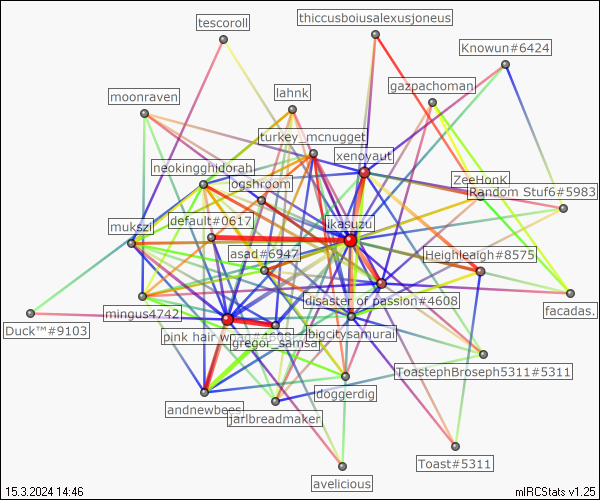 tescoroll
thiccusboiusalexusjoneus
Knowun#6424
gazpachoman
moonraven
lahnk
turkey_mcnugget
xenoyaut
neokingghidorah
ogshroom
ZeeHonk
Random Stuf6#5983
mukszi
default#0617
ikasuzu
asad#6947
Heighleaigh#8575
disaster of passion#4608
mingus4742
facadas.
Duck™#9103
pink hair
gregor_samsa
bigcitysamurai
ToastephBroseph5311#5311
doggerdig
andnewbees
jarlbreadmaker
Toast#5311
avelicious
15.3.2024 14:46
mIRCStats v1.25